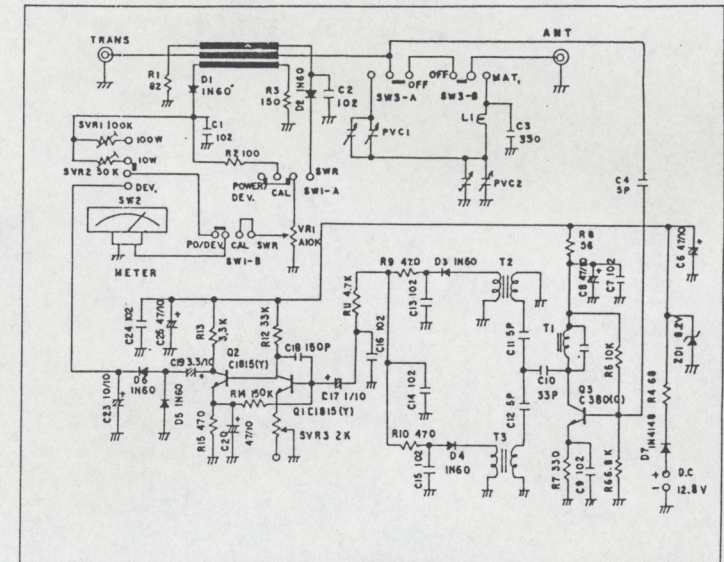 TRANS
ANT
R1
82
D1
1N60
R3
150
D2 1N60
C2
102
OFF
OFF
MAT.
SW3-A
SW3-B
L1
C3
330
PVC1
PVC2
C4
5P
SVR1 100K
100W
10W
SVR2 50K
DEV.
SW2
METER
C1
102
R2 100
POWER/
DEV.
CAL
SWR
SW1-A
VR1
A10K
PO/DEV.
CAL
SWR
SW1-B
R8
56
C8 47/10
C7 102
C6 47/10
ZD1 8.2V
R9 470
D3 1N60
T2
C13 102
C11 5P
T1
R5 10K
R4 68
C24 102
C25 47/10
R13
3.3K
R12 33K
C18 150P
C16 102
C14 102
C10
33P
Q3
C380(O)
D7
1N4148
D.C
12.8V
C19 3.3/10
Q2
C1815(Y)
D6
1N60
D5 1N60
C23 10/10
R14 150K
C17 1/10
Q1 C1815(Y)
R15 470
C20
47/10
SVR3 2K
R10 470
C15 102
D4
1N60
T3
C12 5P
R7 330
C9 102
R6 6.8K